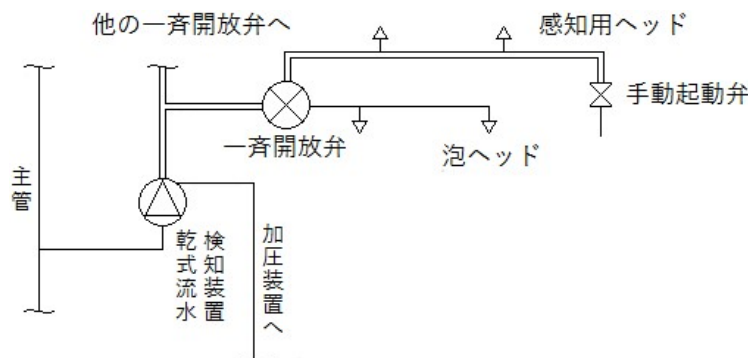 他の一斉開放弁へ
感知用ヘッド
手動起動弁
一斉開放弁
泡ヘッド
主管
乾式流水
検知装置
加圧装置へ